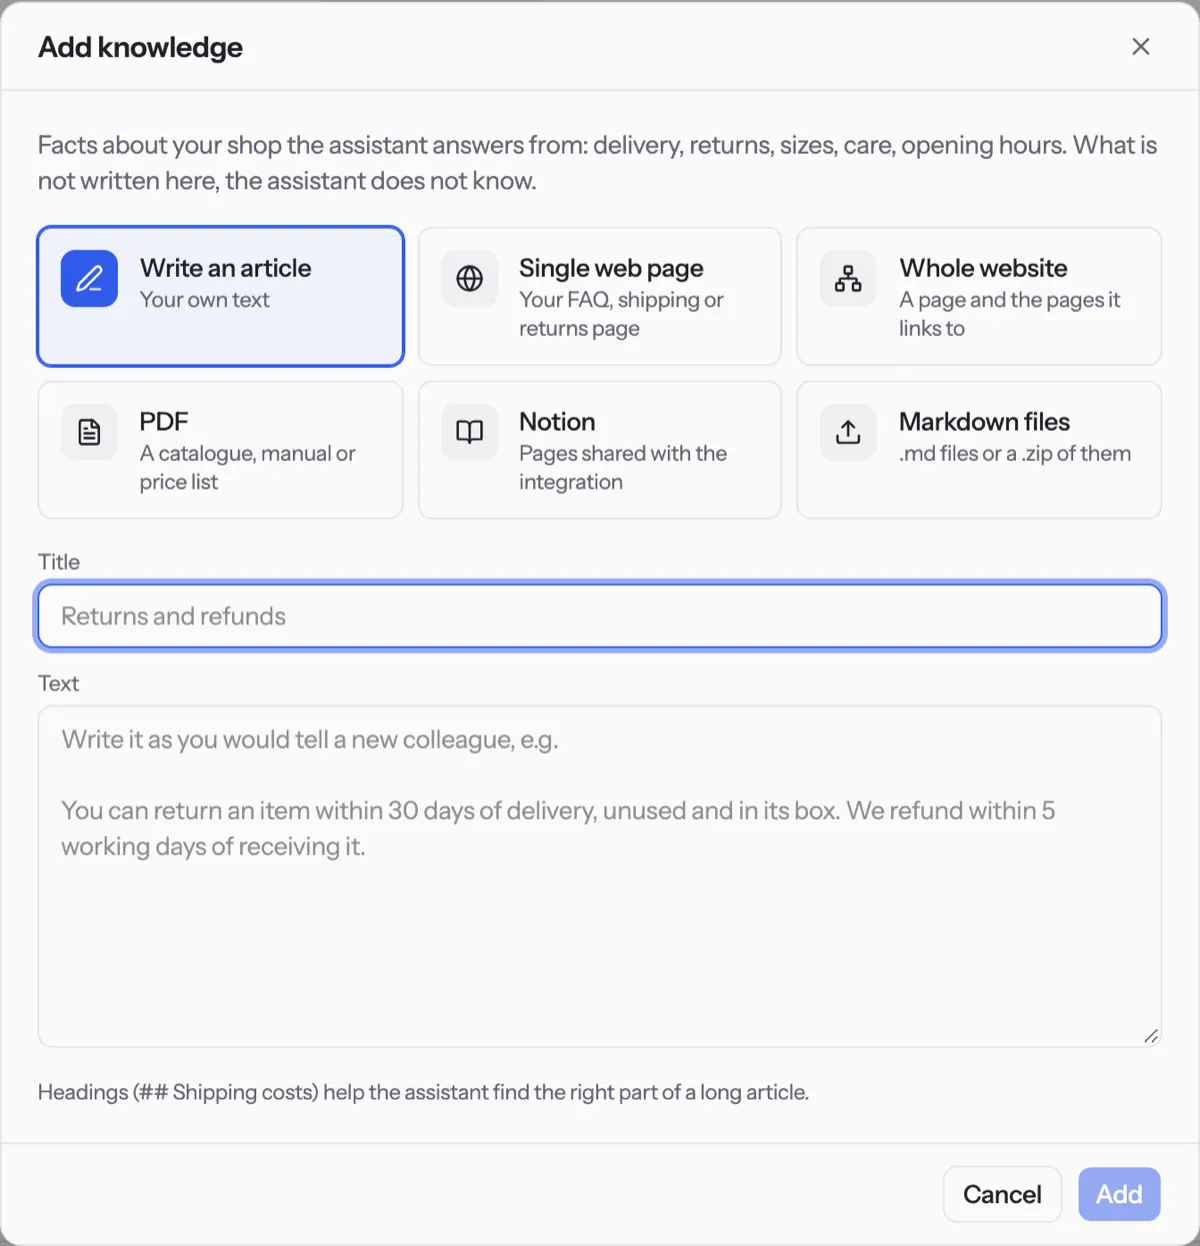 Add knowledge
Facts about your shop the assistant answers from: delivery, returns, sizes, care, opening hours. What is
not written here, the assistant does not know.
Write an article
Your own text
Single web page
Your FAQ, shipping or
returns page
Whole website
A page and the pages it
links to
PDF
A catalogue, manual or
price list
Notion
Pages shared with the
integration
Markdown files
.md files or a .zip of them
Title
Returns and refunds
Text
Write it as you would tell a new colleague, e.g.
You can return an item within 30 days of delivery, unused and in its box. We refund within 5
working days of receiving it.
Headings (## Shipping costs) help the assistant find the right part of a long article.
Cancel
Add